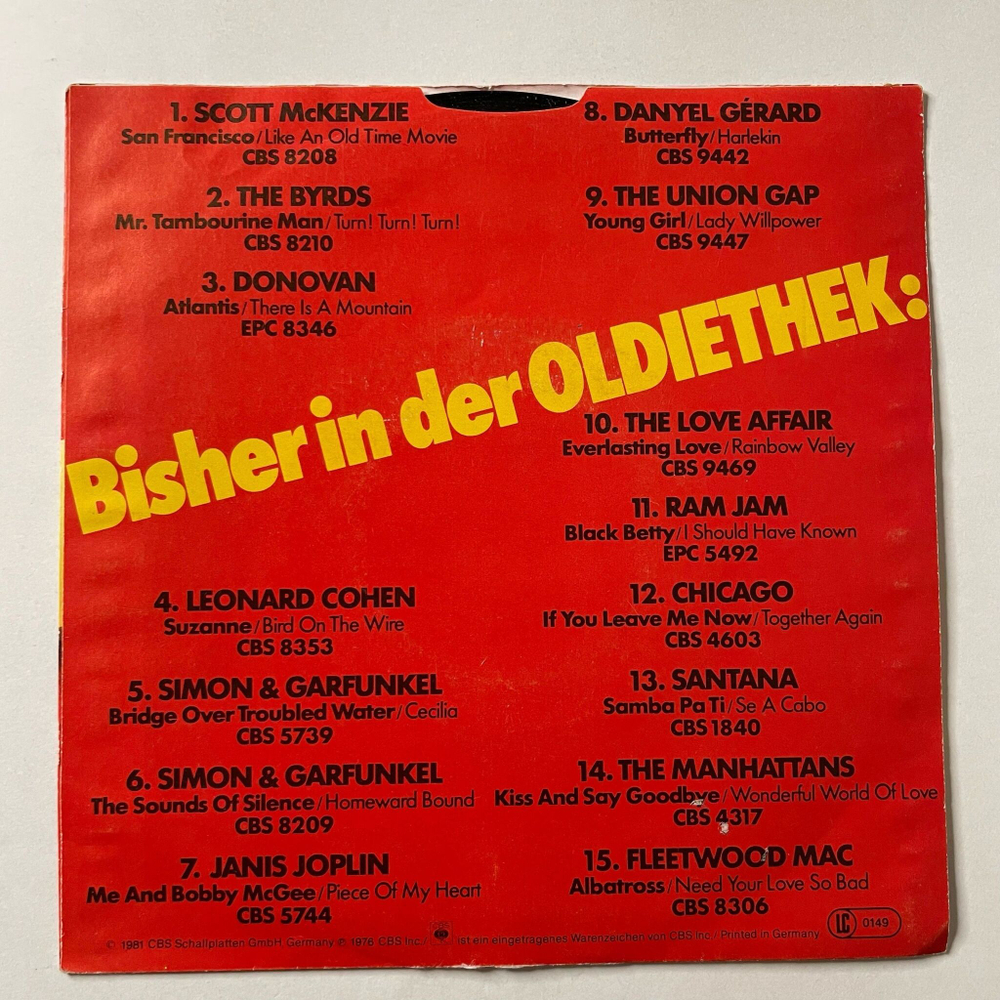 1. SCOTT McKENZIE
San Francisco/Like An Old Time Movie
CBS 8208
2. THE BYRDS
Mr. Tambourine Man/Turn! Turn! Turn!
CBS 8210
3. DONOVAN
Atlantis/There Is A Mountain
EPC 8346
8. DANYEL GÉRARD
Butterfly/Harlekin
CBS 9442
9. THE UNION GAP
Young Girl/Lady Willpower
CBS 9447
Bisher in der OLDIETHEK:
4. LEONARD COHEN
Suzanne/Bird On The Wire
CBS 8353
5. SIMON & GARFUNKEL
Bridge Over Troubled Water/Cecilia
CBS 5739
6. SIMON & GARFUNKEL
The Sounds Of Silence/Homeward Bound
CBS 8209
7. JANIS JOPLIN
Me And Bobby McGee/Piece Of My Heart
CBS 5744
10. THE LOVE AFFAIR
Everlasting Love/Rainbow Valley
CBS 9469
11. RAM JAM
Black Betty/I Should Have Known
EPC 5492
12. CHICAGO
If You Leave Me Now/Together Again
CBS 4603
13. SANTANA
Samba Pa Ti/Se A Cabo
CBS 1840
14. THE MANHATTANS
Kiss And Say Goodbye/Wonderful World Of Love
CBS 4317
15. FLEETWOOD MAC
Albatross/Need Your Love So Bad
CBS 8306
LC 0149
© 1981 CBS Schallplatten GmbH, Germany ℗ 1976 CBS Inc./ ist ein eingetragenes Warenzeichen von CBS Inc./Printed in Germany